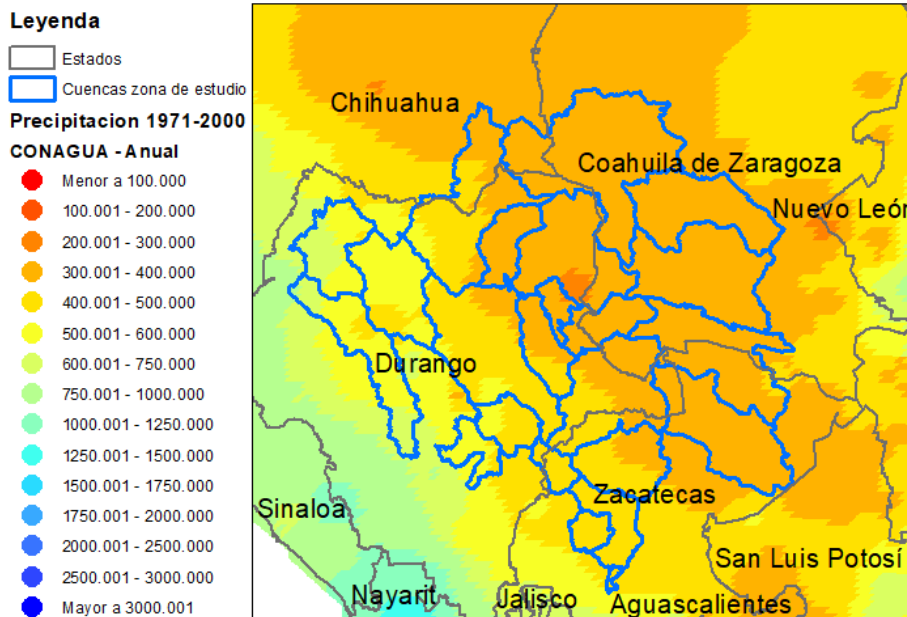 Leyenda
Estados
Cuencas zona de estudio
Precipitacion 1971-2000
CONAGUA - Anual
Menor a 100.000
100.001 - 200.000
200.001 - 300.000
300.001 - 400.000
400.001 - 500.000
500.001 - 600.000
600.001 - 750.000
750.001 - 1000.000
1000.001 - 1250.000
1250.001 - 1500.000
1500.001 - 1750.000
1750.001 - 2000.000
2000.001 - 2500.000
2500.001 - 3000.000
Mayor a 3000.001
Chihuahua
Coahuila de Zaragoza
Nuevo León
Durango
Sinaloa
Zacatecas
San Luis Potosí
Nayarit
Jalisco
Aguascalientes